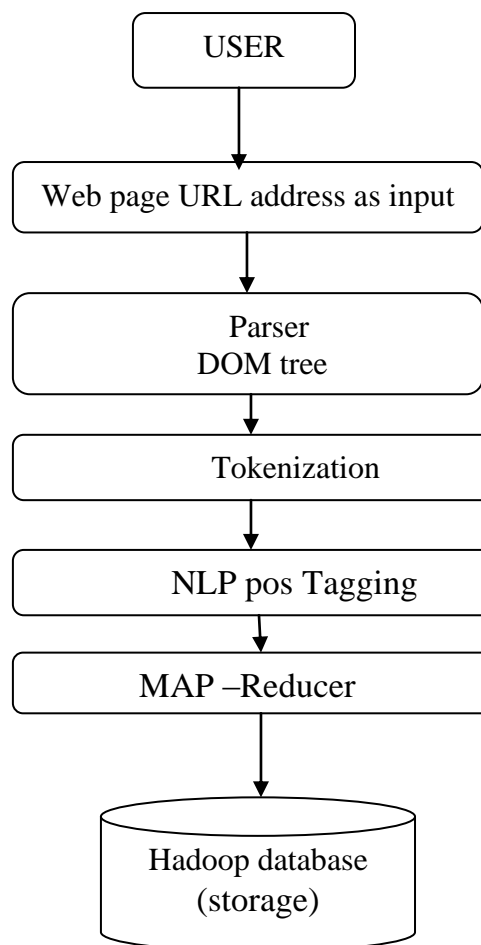 USER
Web page URL address as input
Parser
DOM tree
Tokenization
NLP pos Tagging
MAP –Reducer
Hadoop database
(storage)